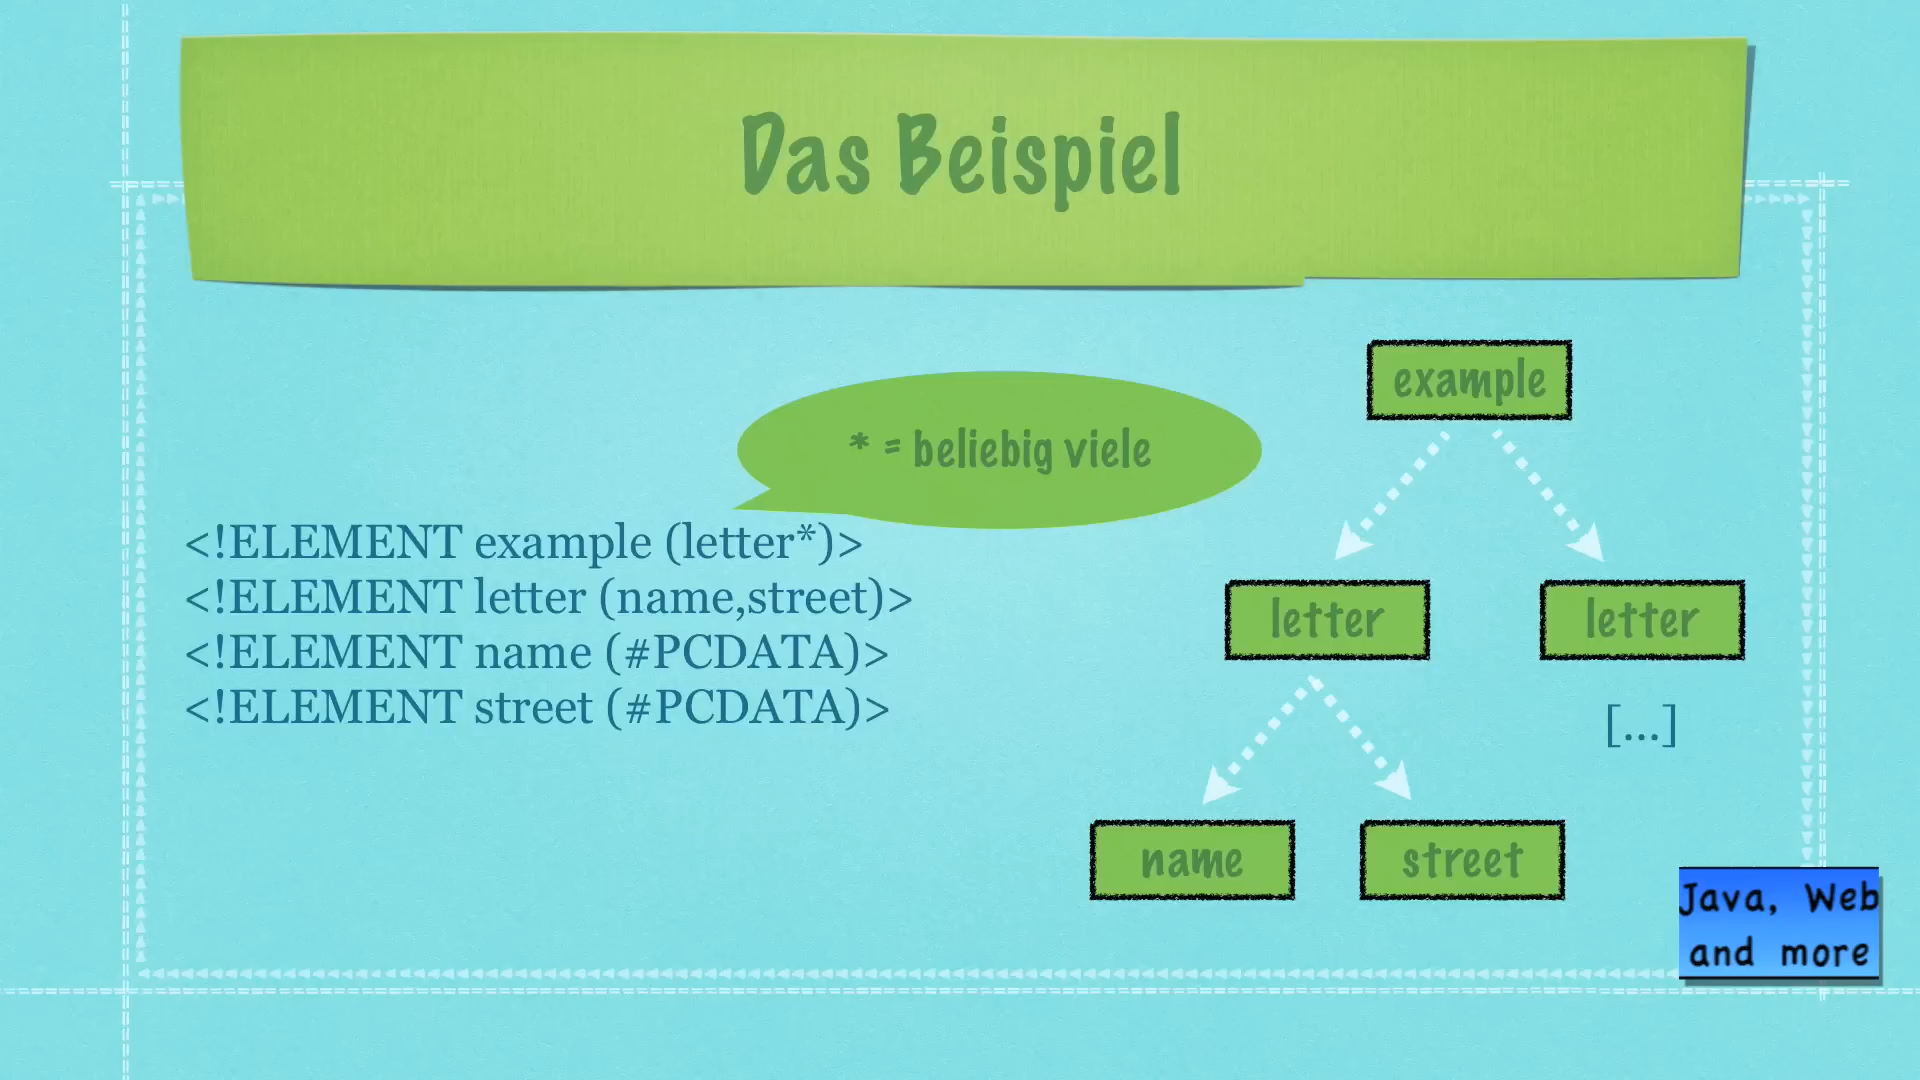 Das Beispiel
* = beliebig viele
<!ELEMENT example (letter*)>
<!ELEMENT letter (name,street)>
<!ELEMENT name (#PCDATA)>
<!ELEMENT street (#PCDATA)>
example
letter
letter
[...]
name
street
Java, Web
and more